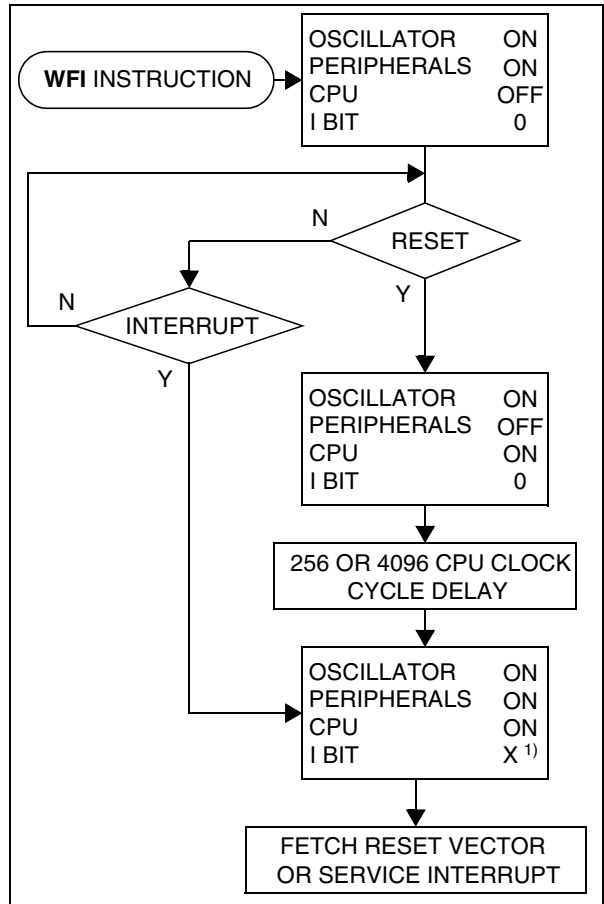 WFI INSTRUCTION
OSCILLATOR ON
PERIPHERALS ON
CPU OFF
I BIT 0
N
RESET
Y
N
INTERRUPT
Y
OSCILLATOR ON
PERIPHERALS OFF
CPU ON
I BIT 0
256 OR 4096 CPU CLOCK
CYCLE DELAY
OSCILLATOR ON
PERIPHERALS ON
CPU ON
I BIT X 1)
FETCH RESET VECTOR
OR SERVICE INTERRUPT